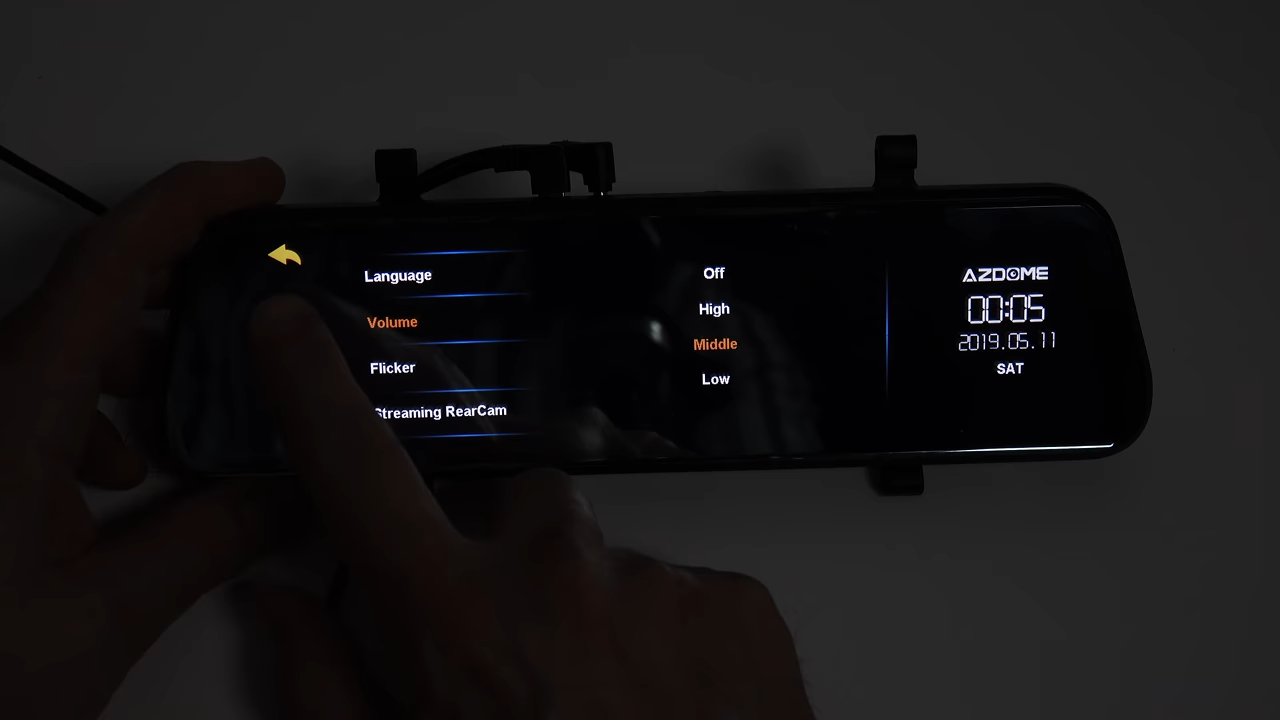 Language
Volume
Flicker
Streaming RearCam
Off
High
Middle
Low
AZDOME
00:05
2019.05.11
SAT